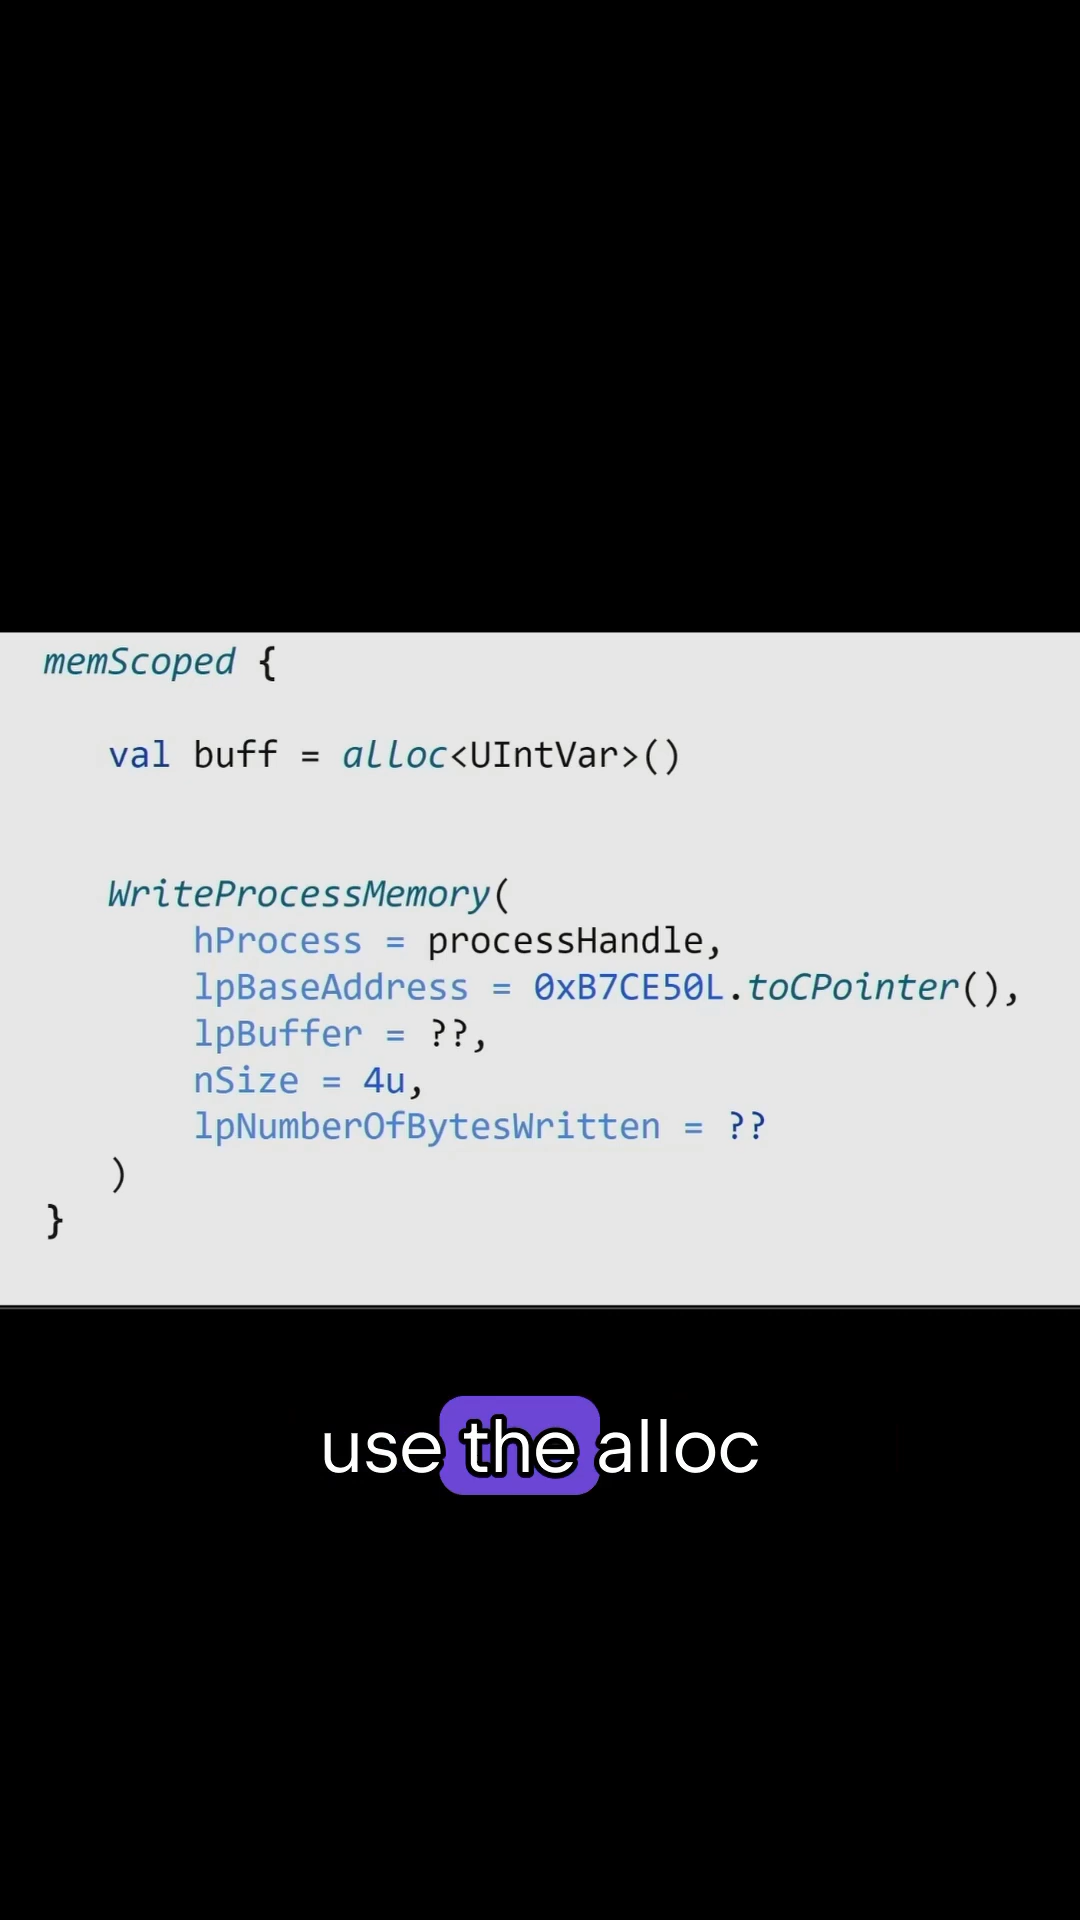 memScoped {
val buff = alloc<UIntVar>()
WriteProcessMemory(
hProcess = processHandle,
lpBaseAddress = 0xB7CE50L.toCPointer(),
lpBuffer = ??,
nSize = 4u,
lpNumberOfBytesWritten = ??
)
}
use the alloc